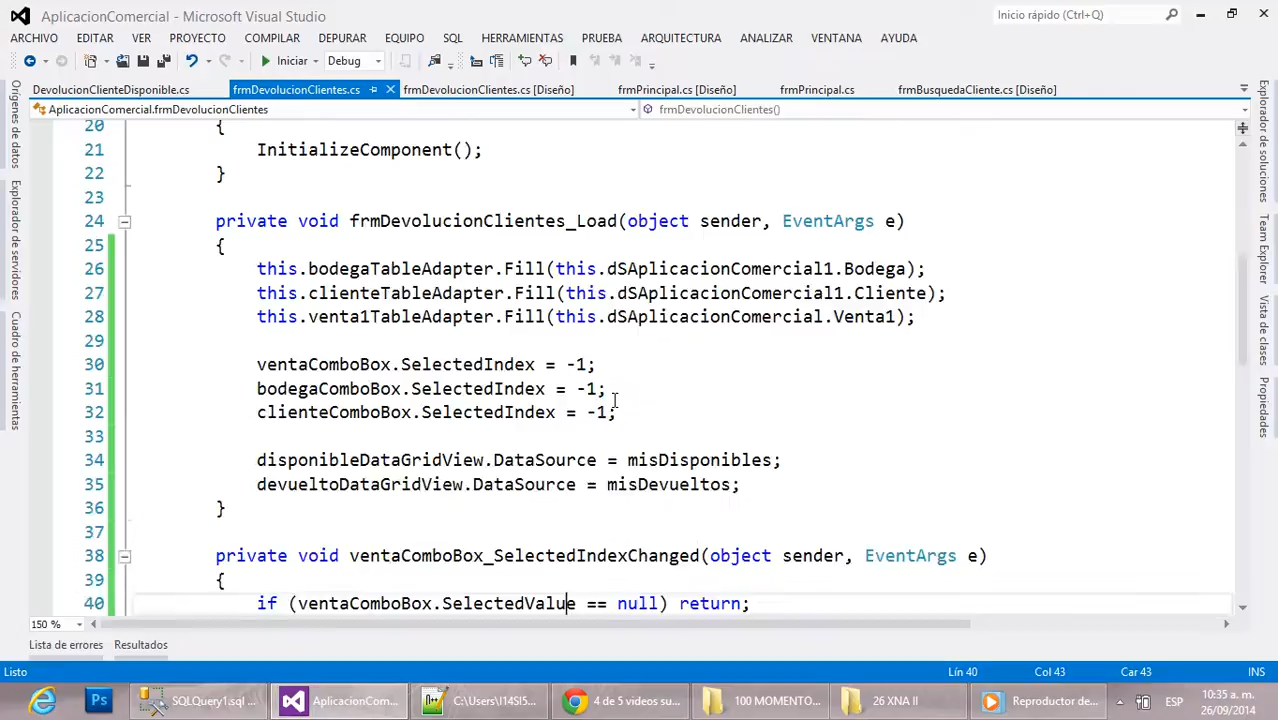 AplicacionComercial - Microsoft Visual Studio
Inicio rápido (Ctrl+Q)
ARCHIVO EDITAR VER PROYECTO COMPILAR DEPURAR EQUIPO SQL HERRAMIENTAS PRUEBA ARQUITECTURA ANALIZAR VENTANA AYUDA
Iniciar Debug
DevolucionClienteDisponible.cs frmDevolucionClientes.cs frmDevolucionClientes.cs [Diseño] frmPrincipal.cs [Diseño] frmPrincipal.cs frmBusquedaCliente.cs [Diseño]
AplicacionComercial.frmDevolucionClientes frmDevolucionClientes()
Orígenes de datos
Explorador de servidores
Cuadro de herramientas
20 {
21 InitializeComponent();
22 }
23
24 private void frmDevolucionClientes_Load(object sender, EventArgs e)
25 {
26 this.bodegaTableAdapter.Fill(this.dSAplicacionComercial1.Bodega);
27 this.clienteTableAdapter.Fill(this.dSAplicacionComercial1.Cliente);
28 this.venta1TableAdapter.Fill(this.dSAplicacionComercial.Venta1);
29
30 ventaComboBox.SelectedIndex = -1;
31 bodegaComboBox.SelectedIndex = -1;
32 clienteComboBox.SelectedIndex = -1;
33
34 disponibleDataGridView.DataSource = misDisponibles;
35 devueltoDataGridView.DataSource = misDevueltos;
36 }
37
38 private void ventaComboBox_SelectedIndexChanged(object sender, EventArgs e)
39 {
40 if (ventaComboBox.SelectedValue == null) return;
Explorador de soluciones
Team Explorer
Vista de clases
Propiedades
150 %
Lista de errores Resultados
Listo Lín 40 Col 43 Car 43 INS
SQLQuery1.sql ... AplicacionCom... C:\Users\I14SI5... 4 de 5 videos su... 100 MOMENTO... 26 XNA II Reproductor de ... ESP 10:35 a. m.
26/09/2014